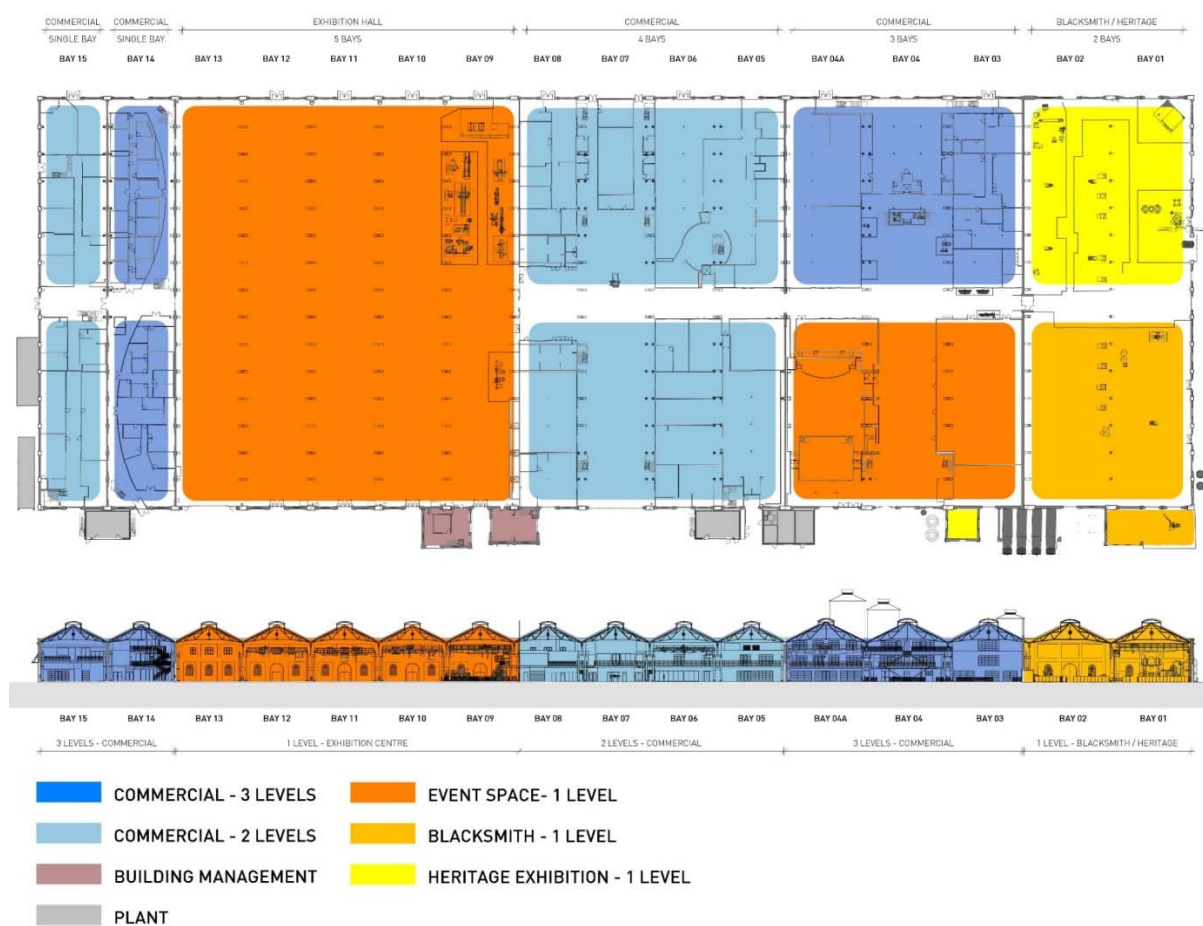 COMMERCIAL COMMERCIAL EXHIBITION HALL COMMERCIAL COMMERCIAL BLACKSMITH / HERITAGE
SINGLE BAY SINGLE BAY 5 BAYS 4 BAYS 3 BAYS 2 BAYS
BAY 15 BAY 14 BAY 13 BAY 12 BAY 11 BAY 10 BAY 09 BAY 08 BAY 07 BAY 06 BAY 05 BAY 04A BAY 04 BAY 03 BAY 02 BAY 01
BAY 15 BAY 14 BAY 13 BAY 12 BAY 11 BAY 10 BAY 09 BAY 08 BAY 07 BAY 06 BAY 05 BAY 04A BAY 04 BAY 03 BAY 02 BAY 01
3 LEVELS - COMMERCIAL 1 LEVEL - EXHIBITION CENTRE 2 LEVELS - COMMERCIAL 3 LEVELS - COMMERCIAL 1 LEVEL - BLACKSMITH / HERITAGE
COMMERCIAL - 3 LEVELS EVENT SPACE- 1 LEVEL
COMMERCIAL - 2 LEVELS BLACKSMITH - 1 LEVEL
BUILDING MANAGEMENT HERITAGE EXHIBITION - 1 LEVEL
PLANT